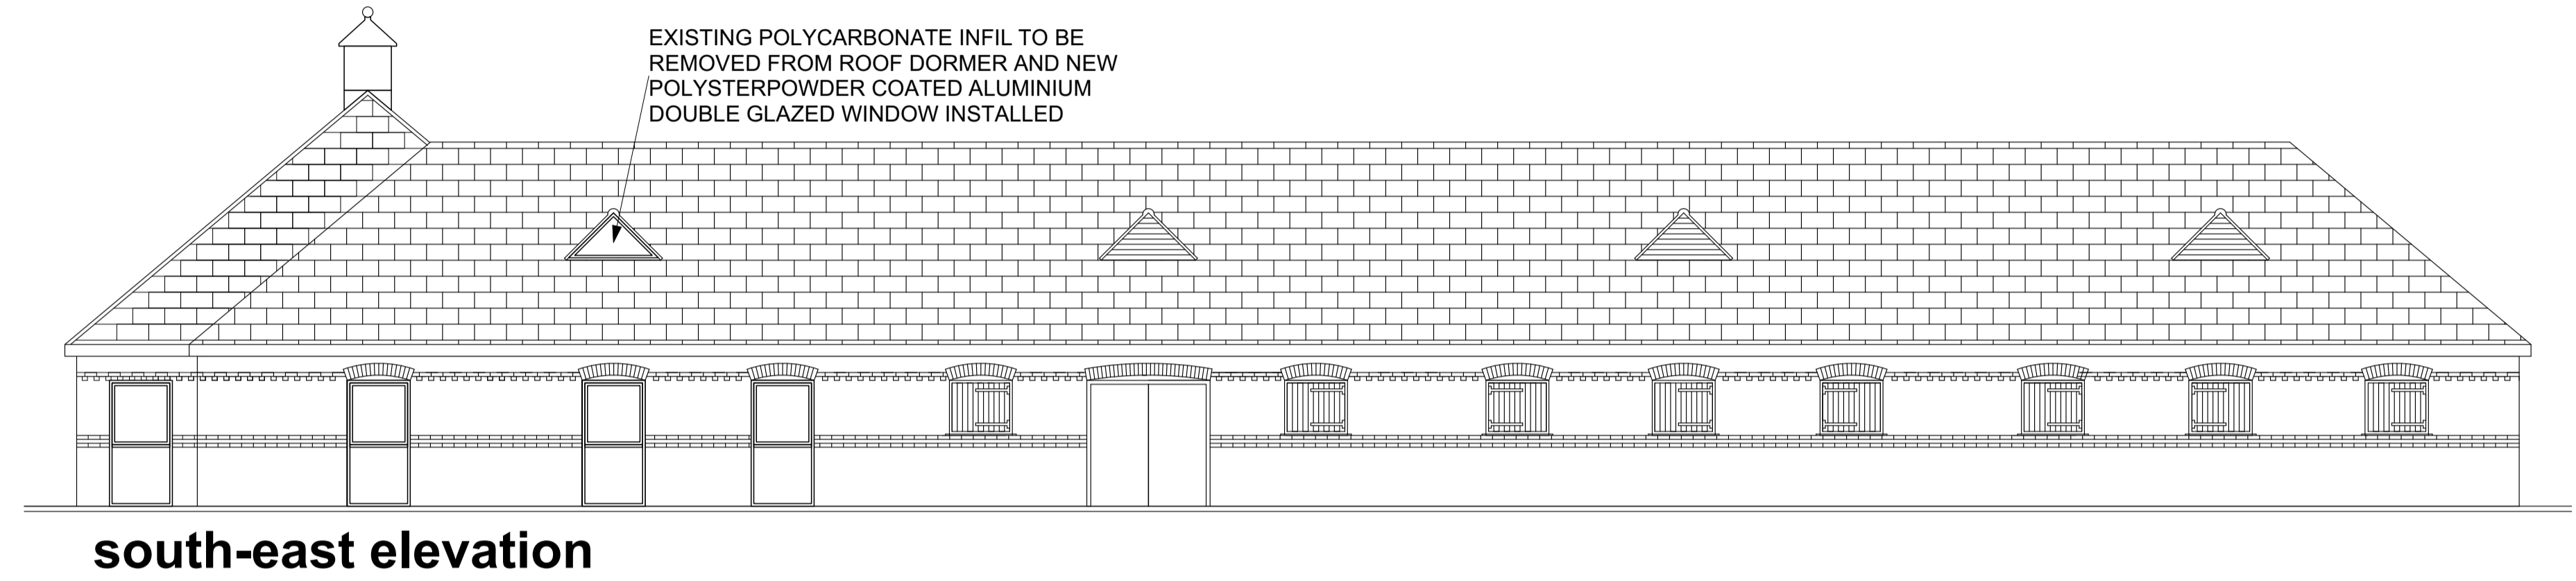 EXISTING POLYCARBONATE INFIL TO BE
REMOVED FROM ROOF DORMER AND NEW
POLYSTERPOWDER COATED ALUMINIUM
DOUBLE GLAZED WINDOW INSTALLED
south-east elevation